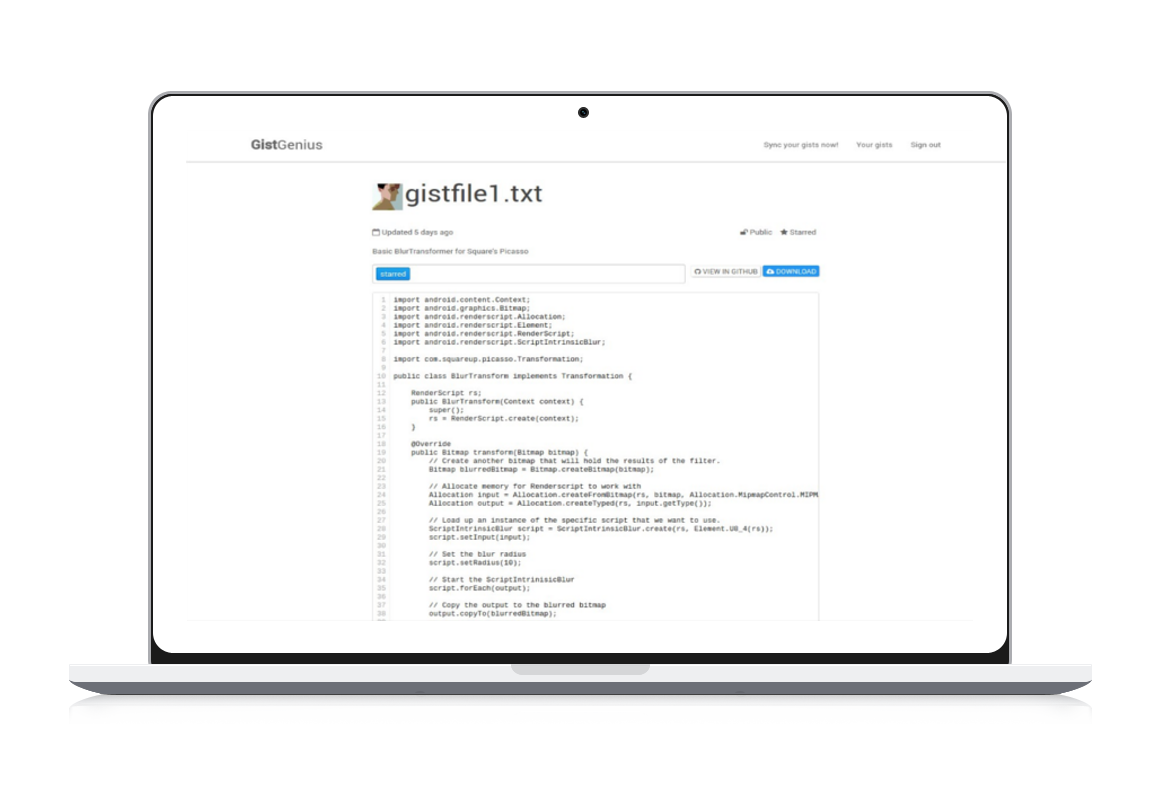 GistGenius
Sync your gists now! Your gists Sign out
gistfile1.txt
Updated 5 days ago
Public Starred
Basic BlurTransformer for Square's Picasso
starred
VIEW IN GITHUB DOWNLOAD
1 import android.content.Context;
2 import android.graphics.Bitmap;
3 import android.renderscript.Allocation;
4 import android.renderscript.Element;
5 import android.renderscript.RenderScript;
6 import android.renderscript.ScriptIntrinsicBlur;
7
8 import com.squareup.picasso.Transformation;
9
10 public class BlurTransform implements Transformation {
11
12 RenderScript rs;
13 public BlurTransform(Context context) {
14 super();
15 rs = RenderScript.create(context);
16 }
17
18 @Override
19 public Bitmap transform(Bitmap bitmap) {
20 // Create another bitmap that will hold the results of the filter.
21 Bitmap blurredBitmap = Bitmap.createBitmap(bitmap);
22
23 // Allocate memory for Renderscript to work with
24 Allocation input = Allocation.createFromBitmap(rs, bitmap, Allocation.MipmapControl.MIPM
25 Allocation output = Allocation.createTyped(rs, input.getType());
26
27 // Load up an instance of the specific script that we want to use.
28 ScriptIntrinsicBlur script = ScriptIntrinsicBlur.create(rs, Element.U8_4(rs));
29 script.setInput(input);
30
31 // Set the blur radius
32 script.setRadius(10);
33
34 // Start the ScriptIntrinisicBlur
35 script.forEach(output);
36
37 // Copy the output to the blurred bitmap
38 output.copyTo(blurredBitmap);